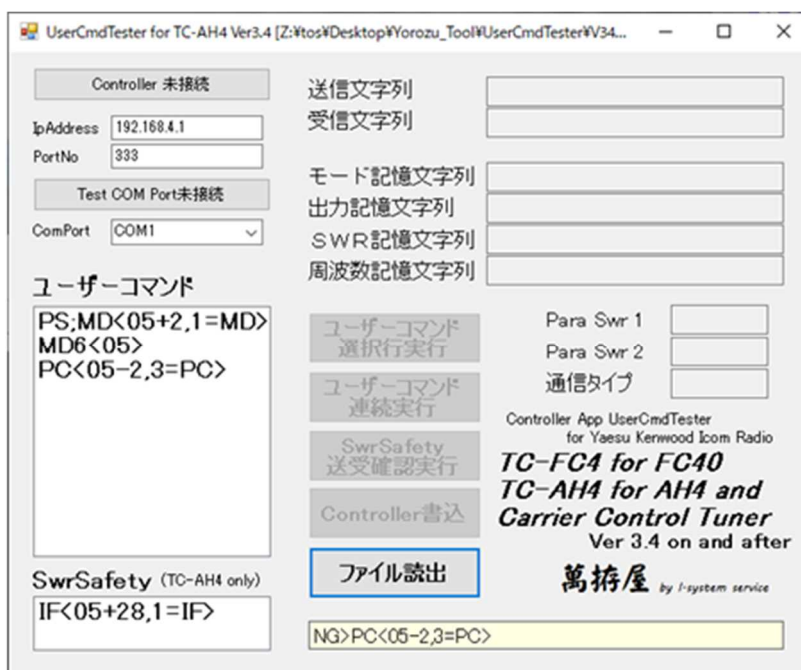 UserCmdTester for TC-AH4 Ver3.4 [Z:¥tos¥Desktop¥Yorozu_Tool¥UserCmdTester¥V34...
Controller 未接続
IpAddress 192.168.4.1
PortNo 333
Test COM Port未接続
ComPort COM1
ユーザーコマンド
PS;MD<05+2,1=MD>
MD6<05>
PC<05-2,3=PC>
SwrSafety (TC-AH4 only)
IF<05+28,1=IF>
送信文字列
受信文字列
モード記憶文字列
出力記憶文字列
ＳＷＲ記憶文字列
周波数記憶文字列
ユーザーコマンド
選択行実行
ユーザーコマンド
連続実行
SwrSafety
送受確認実行
Controller書込
ファイル読出
Para Swr 1
Para Swr 2
通信タイプ
Controller App UserCmdTester
for Yaesu Kenwood Icom Radio
TC-FC4 for FC40
TC-AH4 for AH4 and
Carrier Control Tuner
Ver 3.4 on and after
萬拵屋 by I-system service
NG>PC<05-2,3=PC>